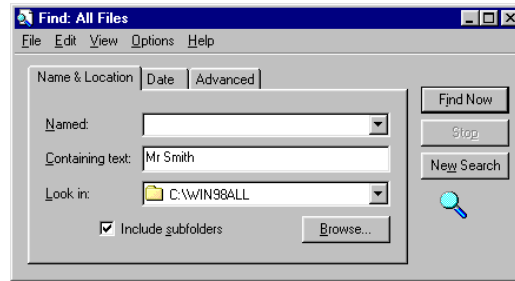 Find: All Files
File Edit View Options Help
Name & Location Date Advanced
Find Now
Named:
Stop
Containing text: Mr Smith
New Search
Look in: C:\WIN98ALL
Include subfolders Browse...